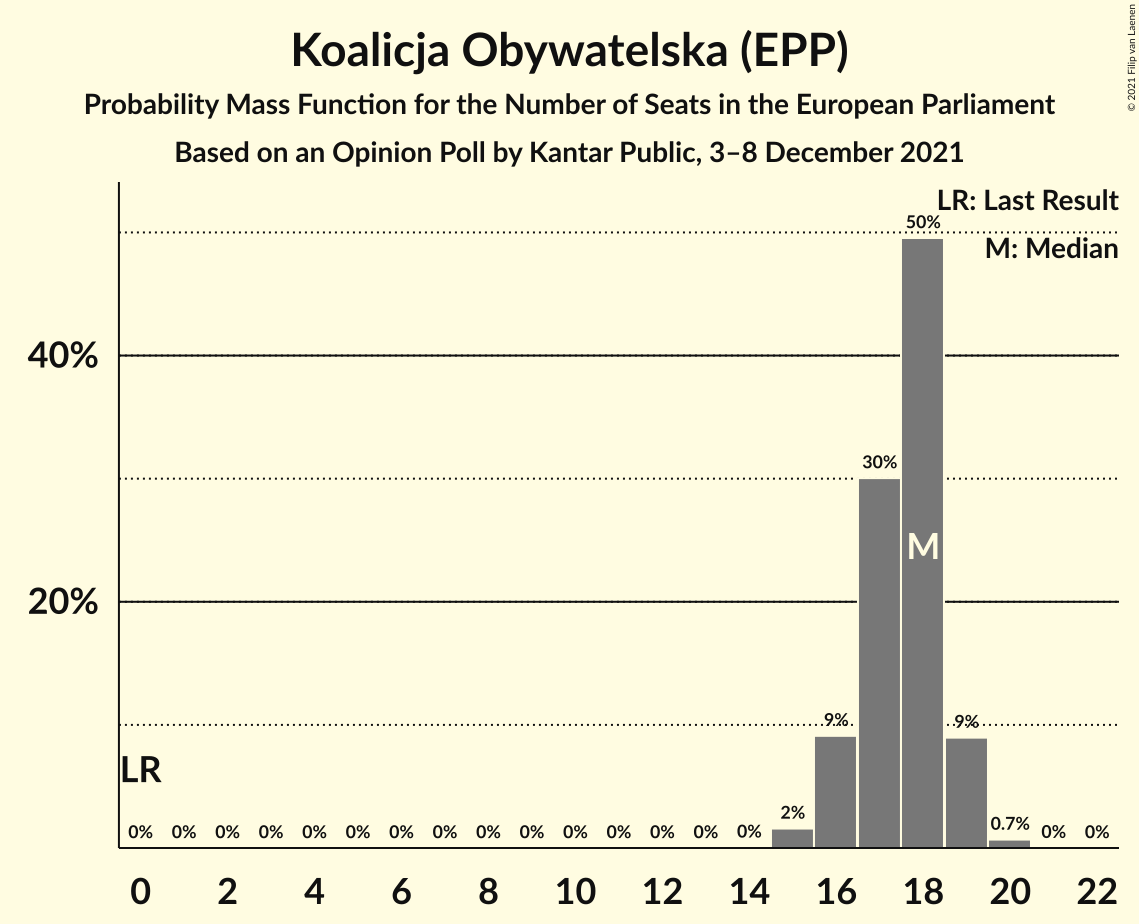 Koalicja Obywatelska (EPP)
Probability Mass Function for the Number of Seats in the European Parliament
Based on an Opinion Poll by Kantar Public, 3–8 December 2021
© 2021 Filip van Laenen
LR: Last Result
M: Median
50%
40%
30%
M
20%
9%
9%
LR
2%
0.7%
0% 0% 0% 0% 0% 0% 0% 0% 0% 0% 0% 0% 0% 0% 0% 0% 0%
0 2 4 6 8 10 12 14 16 18 20 22